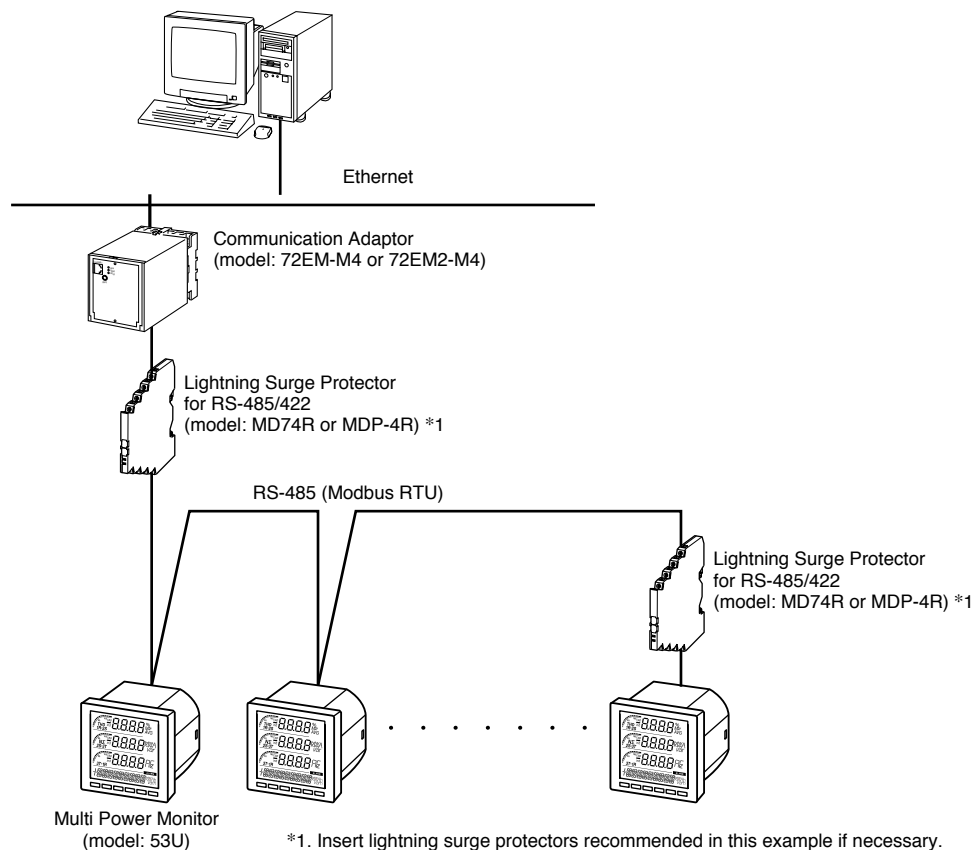 Ethernet
Communication Adaptor
(model: 72EM-M4 or 72EM2-M4)
Lightning Surge Protector
for RS-485/422
(model: MD74R or MDP-4R) *1
RS-485 (Modbus RTU)
Lightning Surge Protector
for RS-485/422
(model: MD74R or MDP-4R) *1
Multi Power Monitor
(model: 53U)
*1. Insert lightning surge protectors recommended in this example if necessary.